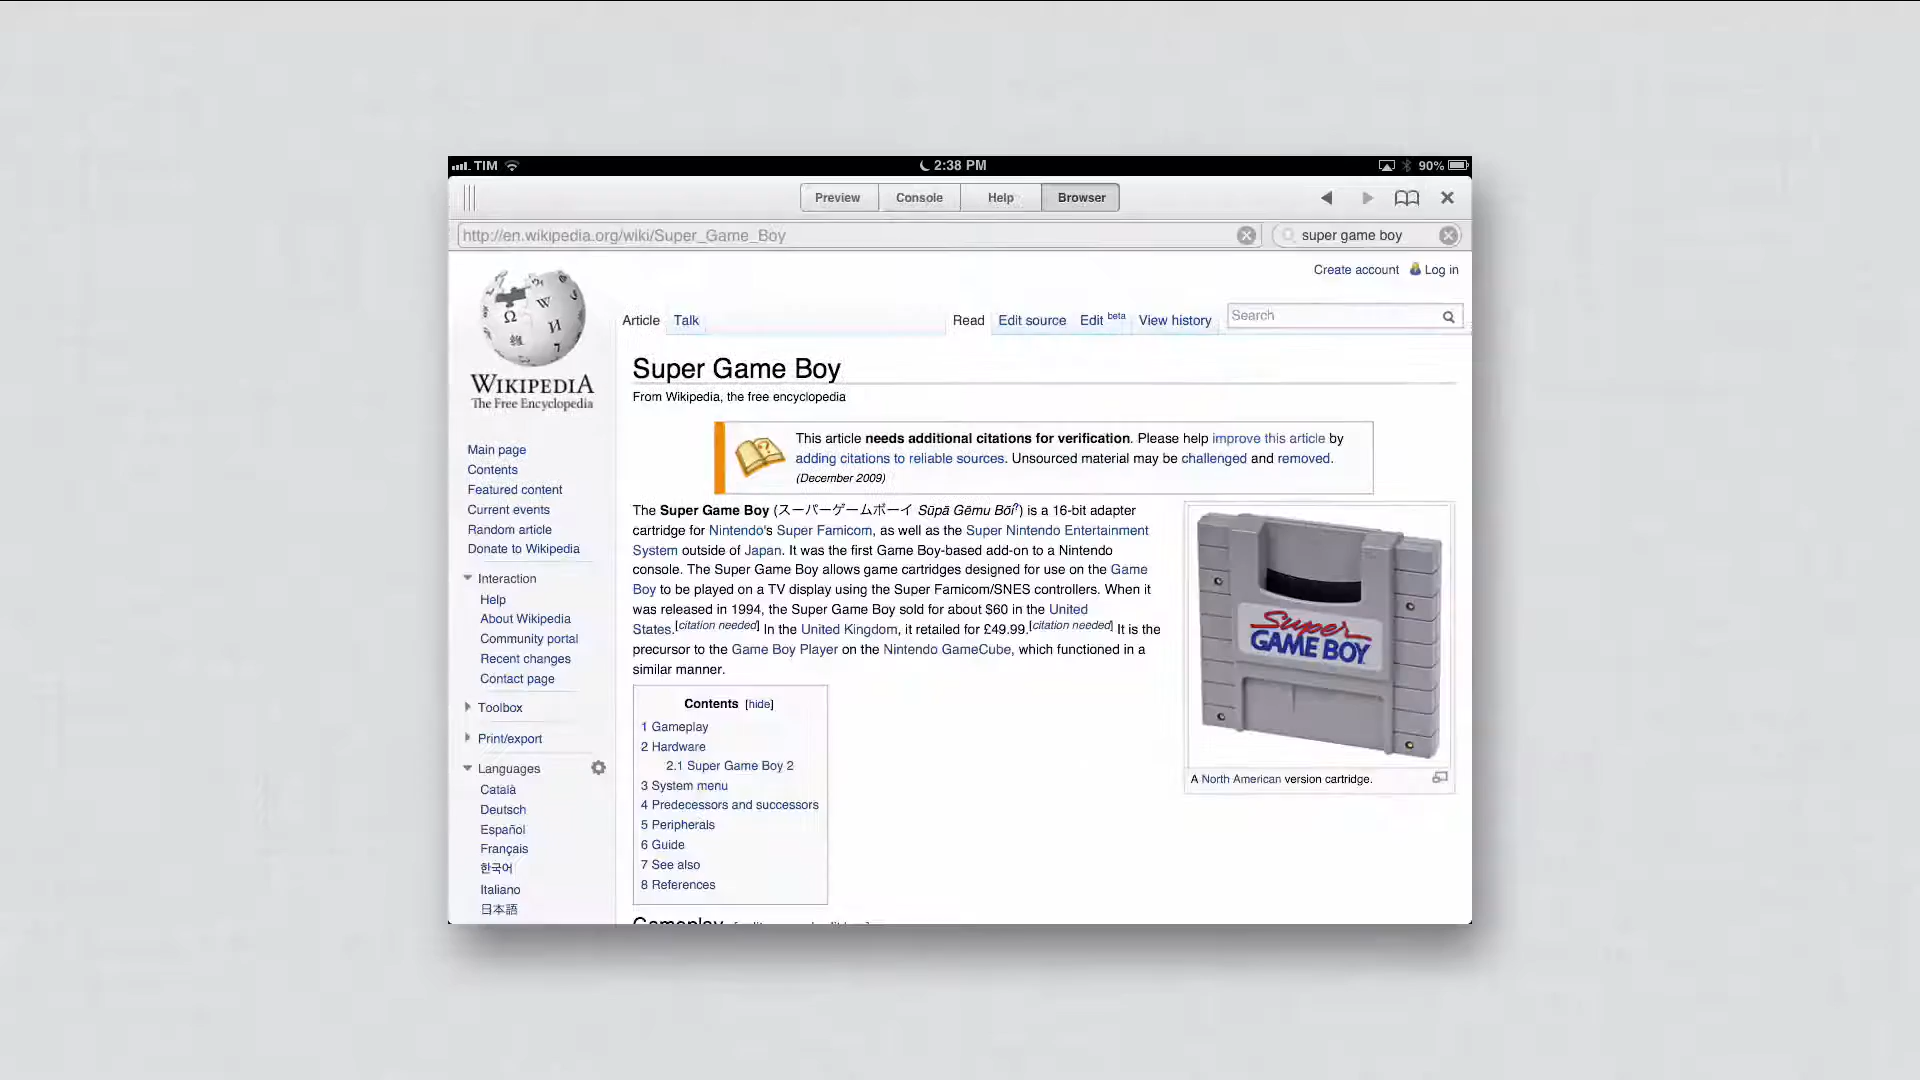 TIM
2:38 PM
90%
Preview
Console
Help
Browser
http://en.wikipedia.org/wiki/Super_Game_Boy
super game boy
Create account
Log in
Article
Talk
Read
Edit source
Edit beta
View history
Search
WIKIPEDIA
The Free Encyclopedia
Main page
Contents
Featured content
Current events
Random article
Donate to Wikipedia
Interaction
Help
About Wikipedia
Community portal
Recent changes
Contact page
Toolbox
Print/export
Languages
Català
Deutsch
Español
Français
한국어
Italiano
日本語
Super Game Boy
From Wikipedia, the free encyclopedia
This article needs additional citations for verification. Please help improve this article by
adding citations to reliable sources. Unsourced material may be challenged and removed.
(December 2009)
The Super Game Boy (スーパーゲームボーイ Sūpā Gēmu Bōi?) is a 16-bit adapter
cartridge for Nintendo's Super Famicom, as well as the Super Nintendo Entertainment
System outside of Japan. It was the first Game Boy-based add-on to a Nintendo
console. The Super Game Boy allows game cartridges designed for use on the Game
Boy to be played on a TV display using the Super Famicom/SNES controllers. When it
was released in 1994, the Super Game Boy sold for about $60 in the United
States.[citation needed] In the United Kingdom, it retailed for £49.99.[citation needed] It is the
precursor to the Game Boy Player on the Nintendo GameCube, which functioned in a
similar manner.
Super
GAME BOY
A North American version cartridge.
Contents [hide]
1 Gameplay
2 Hardware
2.1 Super Game Boy 2
3 System menu
4 Predecessors and successors
5 Peripherals
6 Guide
7 See also
8 References
Gameplay